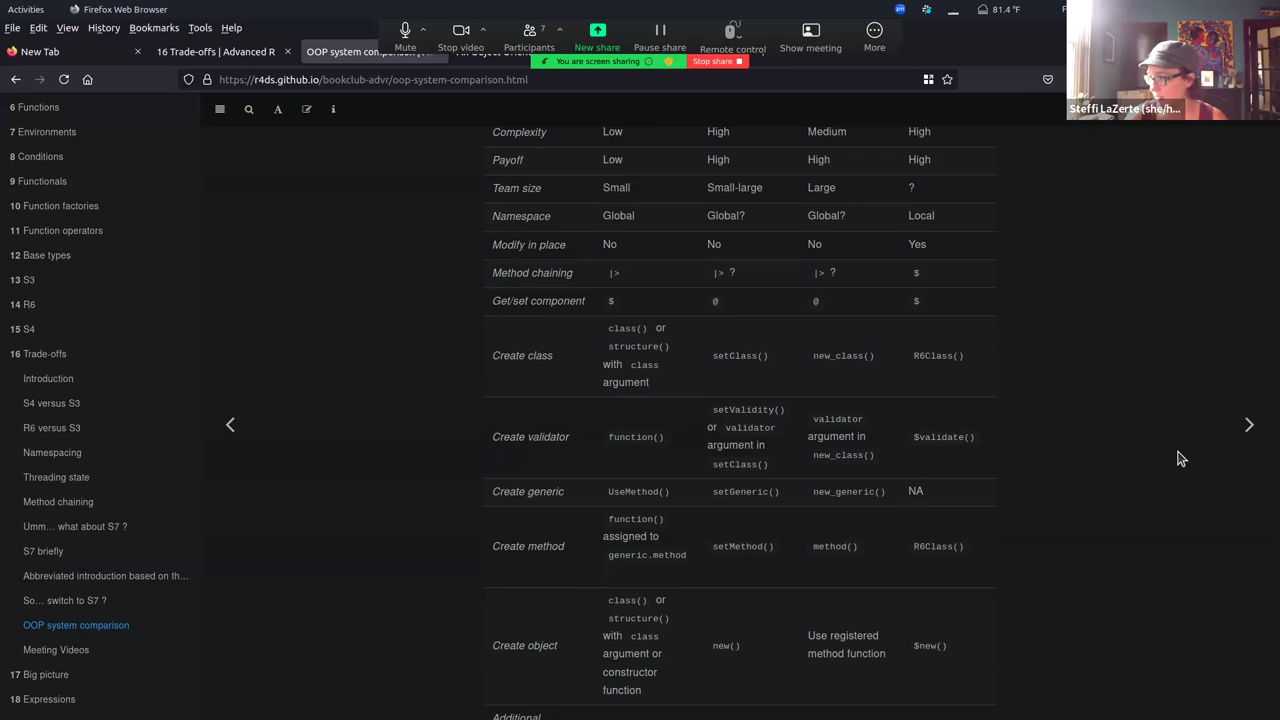 Activities
Firefox Web Browser
zm
81.4 °F
File Edit View History Bookmarks Tools Help
Mute
Stop video
7
Participants
New share
Pause share
Remote control
Show meeting
More
You are screen sharing
Stop share
New Tab
16 Trade-offs | Advanced R
OOP system com
https://r4ds.github.io/bookclub-advr/oop-system-comparison.html
Steffi LaZerte (she/h...
6 Functions
7 Environments
8 Conditions
9 Functionals
10 Function factories
11 Function operators
12 Base types
13 S3
14 R6
15 S4
16 Trade-offs
Introduction
S4 versus S3
R6 versus S3
Namespacing
Threading state
Method chaining
Umm... what about S7 ?
S7 briefly
Abbreviated introduction based on th...
So... switch to S7 ?
OOP system comparison
Meeting Videos
17 Big picture
18 Expressions
Complexity Low High Medium High
Payoff Low High High High
Team size Small Small-large Large ?
Namespace Global Global? Global? Local
Modify in place No No No Yes
Method chaining |> |> ? |> ? $
Get/set component $ @ @ $
Create class
class() or
structure()
with class
argument
setClass()
new_class()
R6Class()
Create validator
function()
setValidity()
or validator
argument in
setClass()
validator
argument in
new_class()
$validate()
Create generic UseMethod() setGeneric() new_generic() NA
Create method
function()
assigned to
generic.method
setMethod()
method()
R6Class()
Create object
class() or
structure()
with class
argument or
constructor
function
new()
Use registered
method function
$new()
Additional